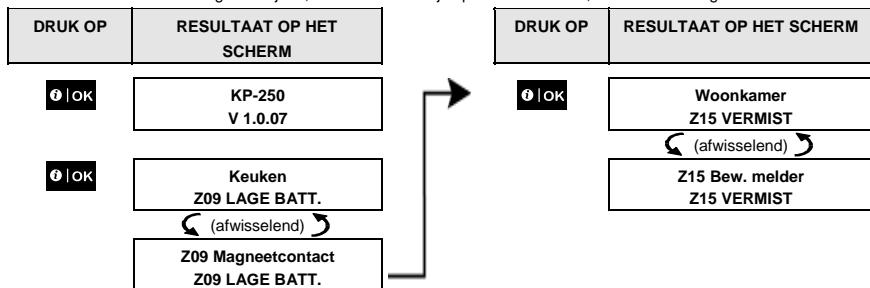 DRUK OP
RESULTAAT OP HET
SCHERM
OK
KP-250
V 1.0.07
OK
Keuken
Z09 LAGE BATT.
(afwisselend)
Z09 Magneetcontact
Z09 LAGE BATT.
DRUK OP
RESULTAAT OP HET SCHERM
OK
Woonkamer
Z15 VERMIST
(afwisselend)
Z15 Bew. melder
Z15 VERMIST